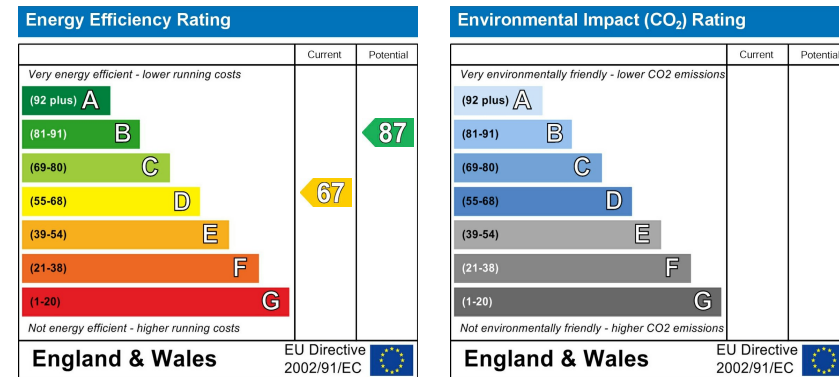 Energy Efficiency Rating
Current Potential
Very energy efficient - lower running costs
(92 plus) A
(81-91) B
87
(69-80) C
(55-68) D
67
(39-54) E
(21-38) F
(1-20) G
Not energy efficient - higher running costs
England & Wales
EU Directive
2002/91/EC
Environmental Impact (CO₂) Rating
Current Potential
Very environmentally friendly - lower CO2 emissions
(92 plus) A
(81-91) B
(69-80) C
(55-68) D
(39-54) E
(21-38) F
(1-20) G
Not environmentally friendly - higher CO2 emissions
England & Wales
EU Directive
2002/91/EC